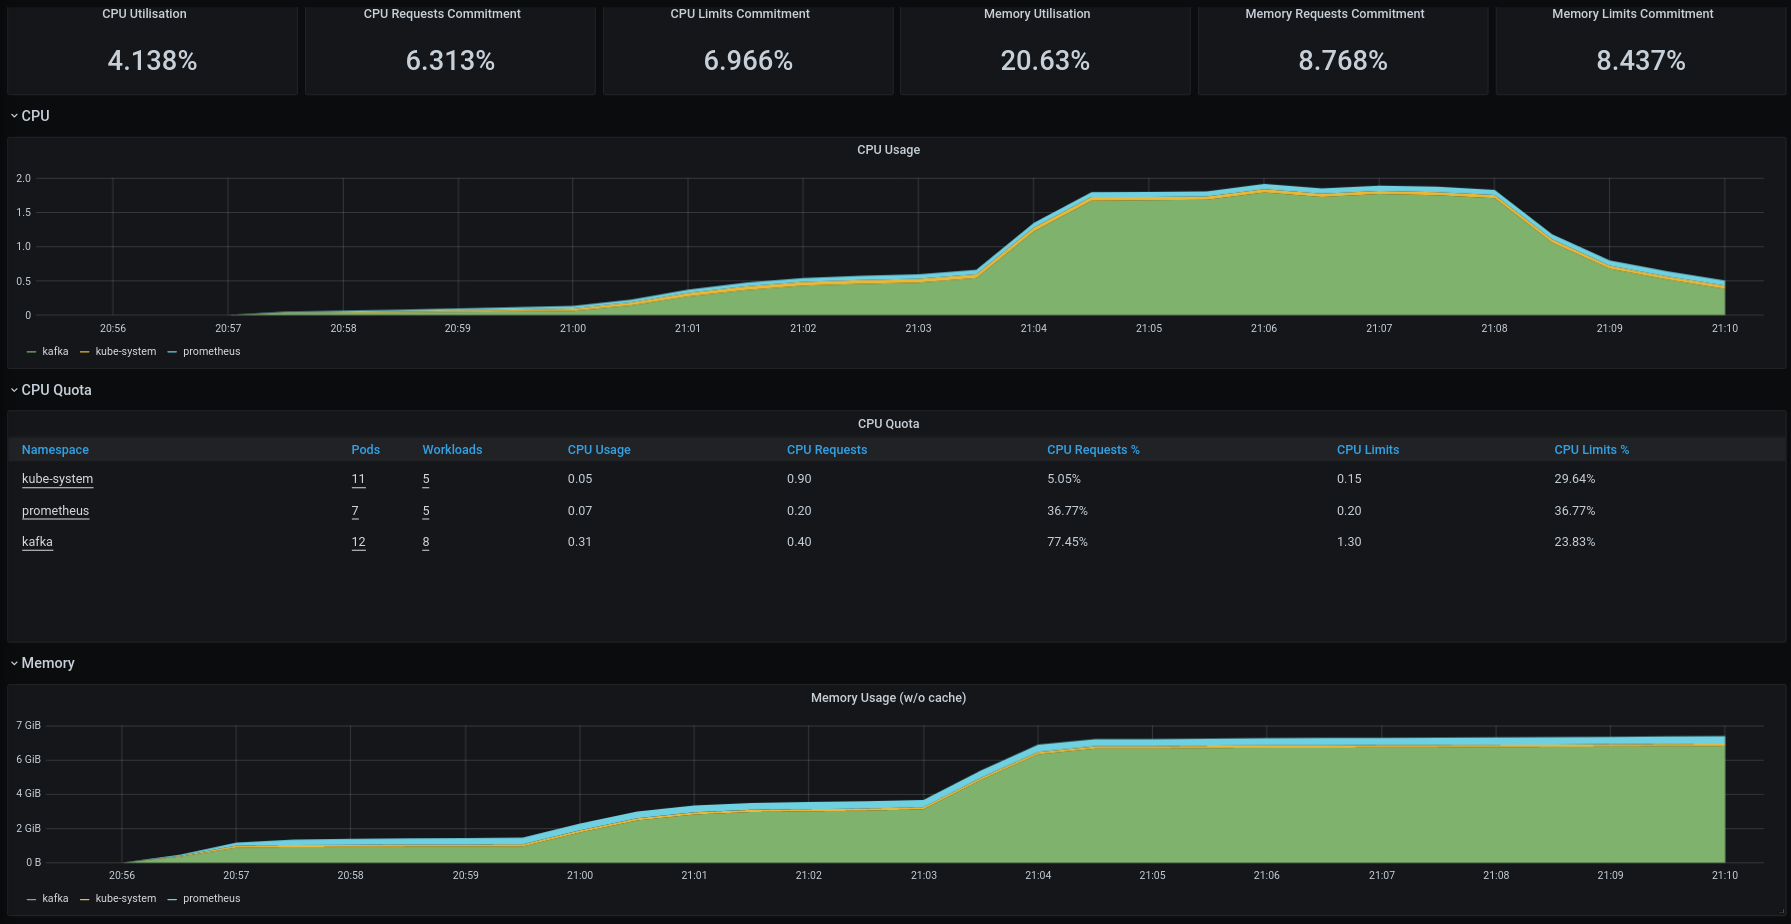 CPU Utilisation CPU Requests Commitment CPU Limits Commitment Memory Utilisation Memory Requests Commitment Memory Limits Commitment
4.138% 6.313% 6.966% 20.63% 8.768% 8.437%
CPU
CPU Usage
2.0
1.5
1.0
0.5
0
20:56 20:57 20:58 20:59 21:00 21:01 21:02 21:03 21:04 21:05 21:06 21:07 21:08 21:09 21:10
kafka kube-system prometheus
CPU Quota
CPU Quota
Namespace Pods Workloads CPU Usage CPU Requests CPU Requests % CPU Limits CPU Limits %
kube-system 11 5 0.05 0.90 5.05% 0.15 29.64%
prometheus 7 5 0.07 0.20 36.77% 0.20 36.77%
kafka 12 8 0.31 0.40 77.45% 1.30 23.83%
Memory
Memory Usage (w/o cache)
7 GiB
6 GiB
4 GiB
2 GiB
0 B
20:56 20:57 20:58 20:59 21:00 21:01 21:02 21:03 21:04 21:05 21:06 21:07 21:08 21:09 21:10
kafka kube-system prometheus